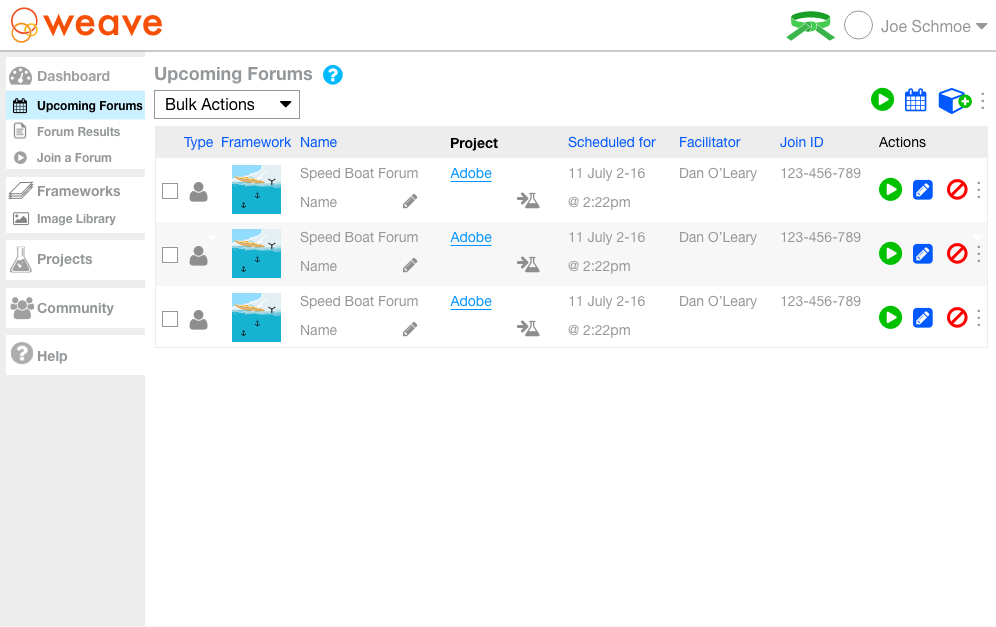 weave
Joe Schmoe
Dashboard
Upcoming Forums
Forum Results
Join a Forum
Frameworks
Image Library
Projects
Community
? Help
Upcoming Forums ?
Bulk Actions
Type Framework Name Project Scheduled for Facilitator Join ID Actions
Speed Boat Forum Adobe 11 July 2-16 Dan O'Leary 123-456-789
Name @ 2:22pm
Speed Boat Forum Adobe 11 July 2-16 Dan O'Leary 123-456-789
Name @ 2:22pm
Speed Boat Forum Adobe 11 July 2-16 Dan O'Leary 123-456-789
Name @ 2:22pm